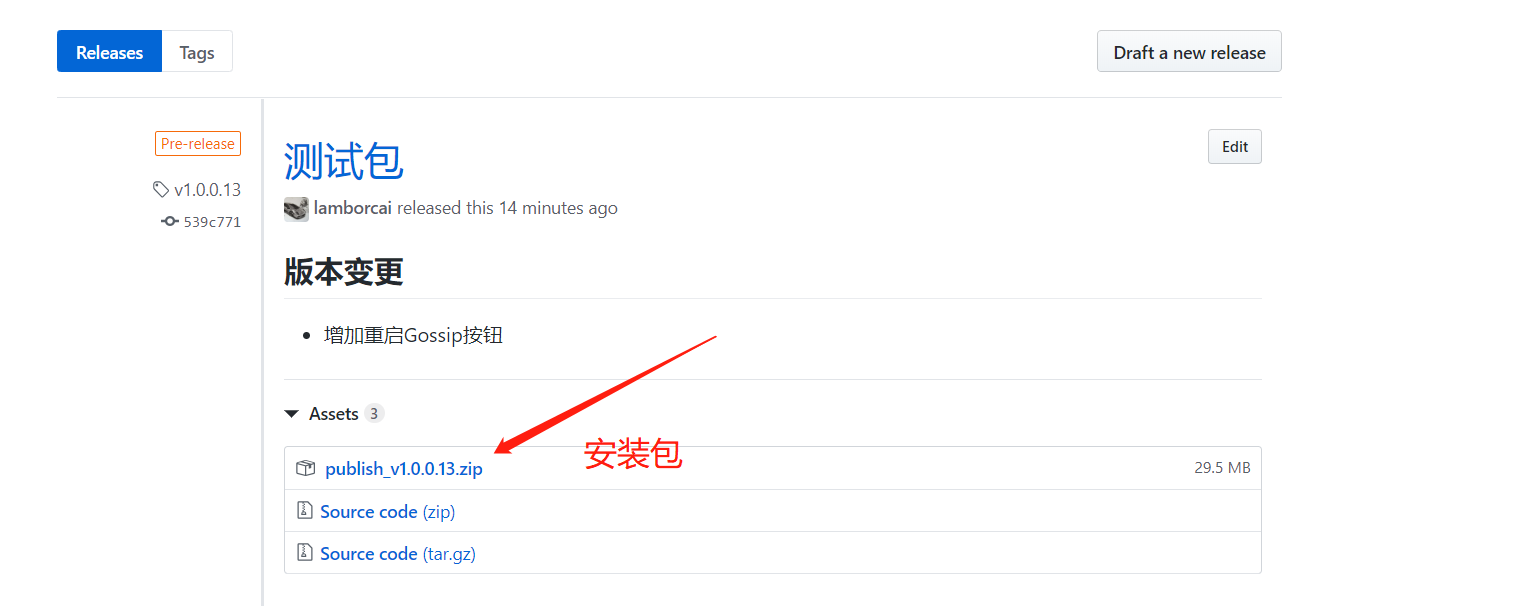 Releases Tags Draft a new release
Pre-release
测试包
Edit
v1.0.0.13
lamborcai released this 14 minutes ago
539c771
版本变更
增加重启Gossip按钮
Assets 3
安装包
publish_v1.0.0.13.zip 29.5 MB
Source code (zip)
Source code (tar.gz)